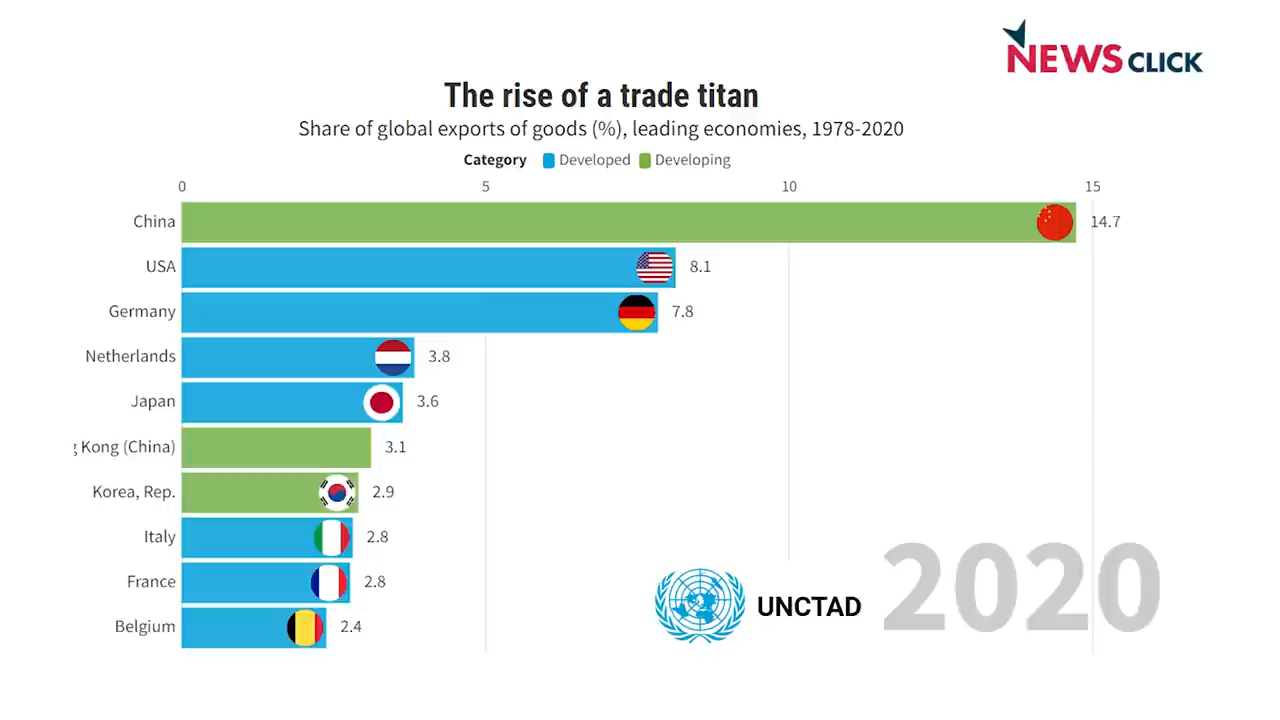 NEWS CLICK
The rise of a trade titan
Share of global exports of goods (%), leading economies, 1978-2020
Category Developed Developing
0 5 10 15
China 14.7
USA 8.1
Germany 7.8
Netherlands 3.8
Japan 3.6
Kong (China) 3.1
Korea, Rep. 2.9
Italy 2.8
France 2.8
Belgium 2.4
UNCTAD
2020